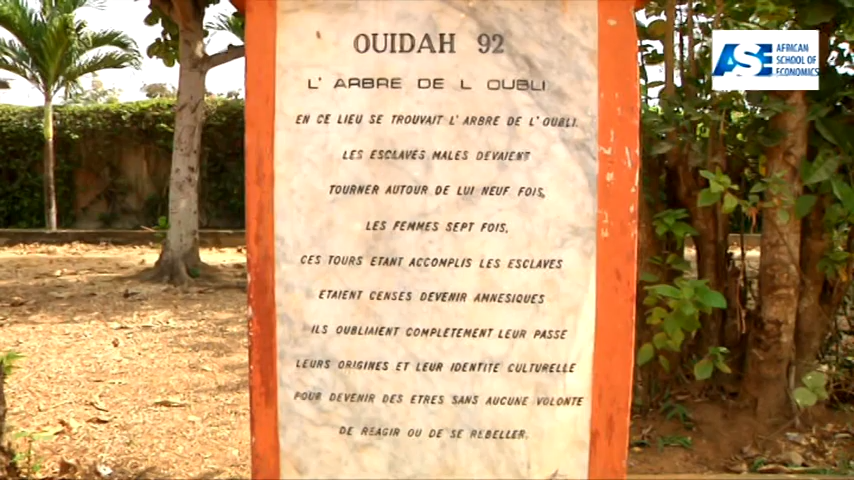 OUIDAH 92
L' ARBRE DE L OUBLI
EN CE LIEU SE TROUVAIT L'ARBRE DE L'OUBLI.
LES ESCLAVES MALES DEVAIENT
TOURNER AUTOUR DE LUI NEUF FOIS,
LES FEMMES SEPT FOIS,
CES TOURS ETANT ACCOMPLIS LES ESCLAVES
ETAIENT CENSES DEVENIR AMNESIQUES
ILS OUBLIAIENT COMPLETEMENT LEUR PASSE
LEURS ORIGINES ET LEUR IDENTITE CULTURELLE
POUR DEVENIR DES ETRES SANS AUCUNE VOLONTE
DE REAGIR OU DE SE REBELLER.
ASE AFRICAN
SCHOOL OF
ECONOMICS